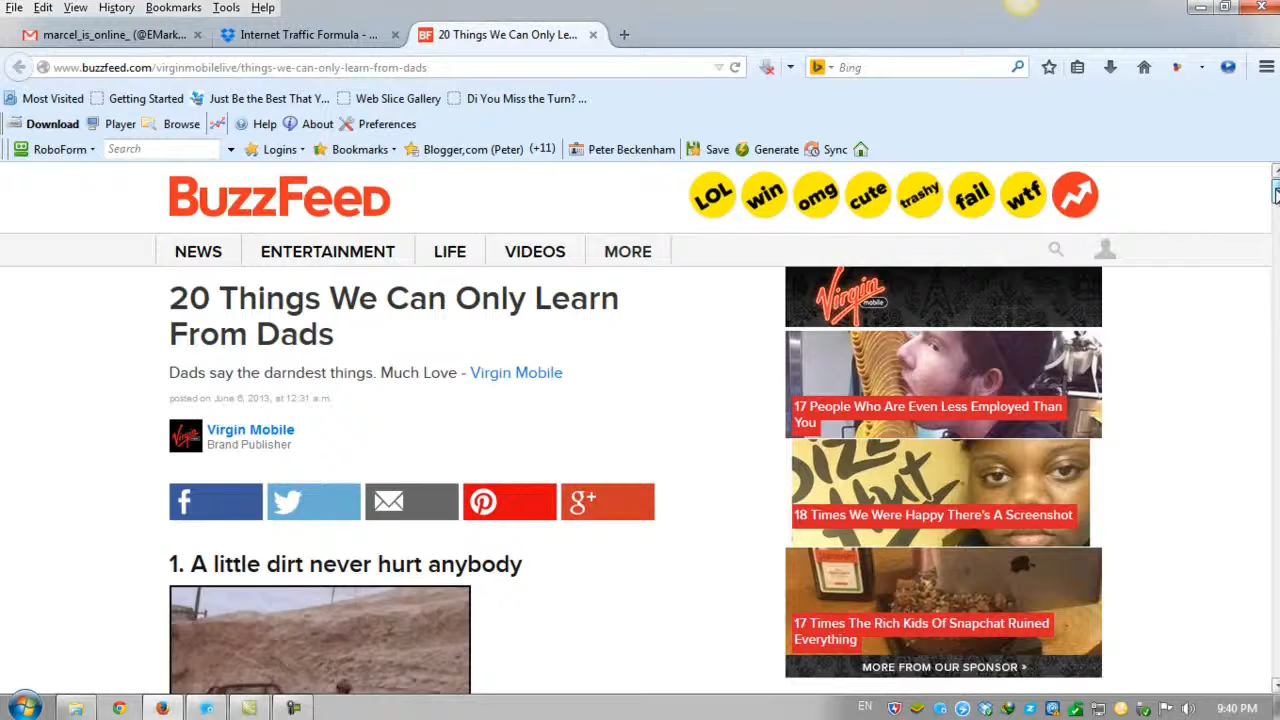 File Edit View History Bookmarks Tools Help
marcel_is_online_ (@EMark...
Internet Traffic Formula - ...
BF 20 Things We Can Only Le...
www.buzzfeed.com/virginmobilelive/things-we-can-only-learn-from-dads
Bing
Most Visited Getting Started Just Be the Best That Y... Web Slice Gallery Di You Miss the Turn? ...
Download Player Browse Help About Preferences
RoboForm Search Logins Bookmarks Blogger,com (Peter) (+11) Peter Beckenham Save Generate Sync
BuzzFeed
LOL win omg cute trashy fail wtf
NEWS ENTERTAINMENT LIFE VIDEOS MORE
20 Things We Can Only Learn
From Dads
Dads say the darndest things. Much Love - Virgin Mobile
posted on June 6, 2013, at 12:31 a.m.
Virgin Mobile
Brand Publisher
f
g+
1. A little dirt never hurt anybody
Virgin mobile
17 People Who Are Even Less Employed Than
You
18 Times We Were Happy There's A Screenshot
17 Times The Rich Kids Of Snapchat Ruined
Everything
MORE FROM OUR SPONSOR »
EN
9:40 PM